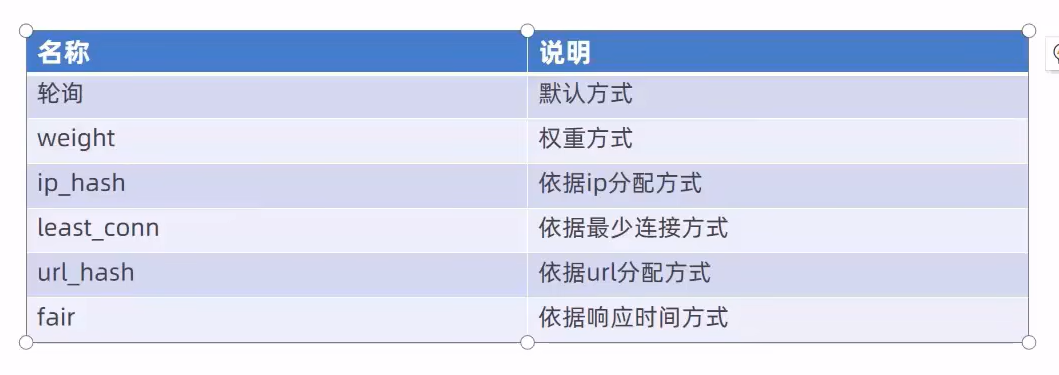 名称 说明
轮询 默认方式
weight 权重方式
ip_hash 依据ip分配方式
least_conn 依据最少连接方式
url_hash 依据url分配方式
fair 依据响应时间方式